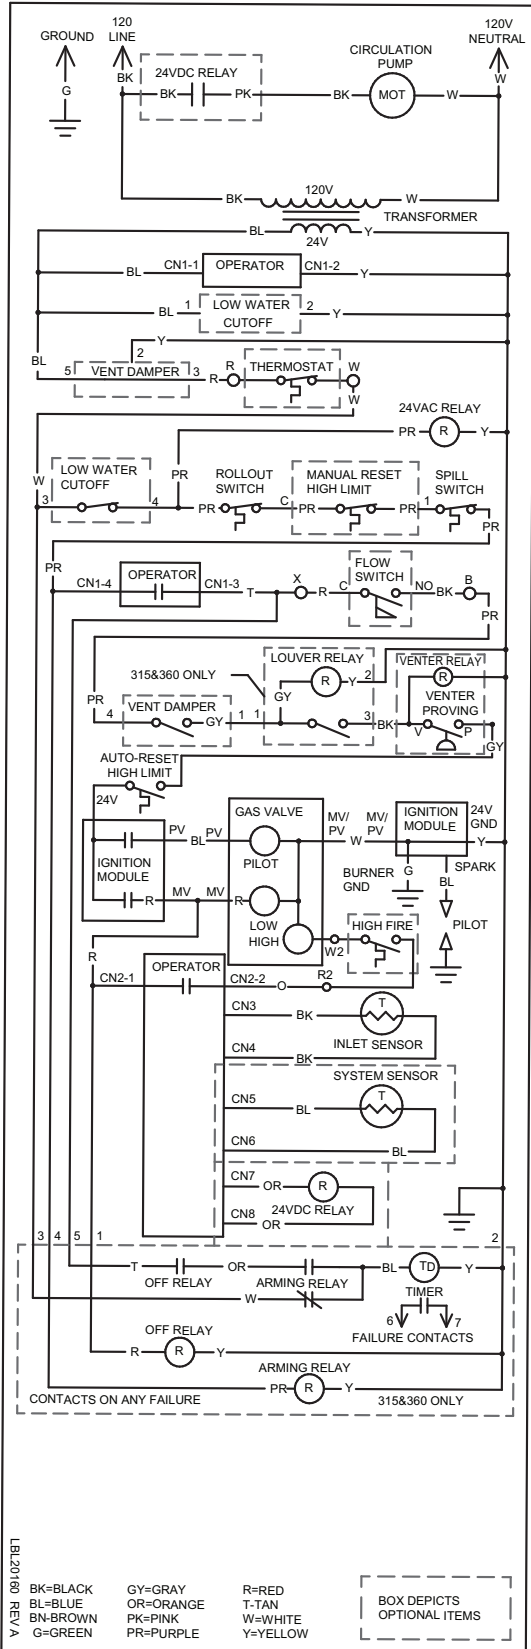 GROUND
120
LINE
120V
NEUTRAL
CIRCULATION
PUMP
24VDC RELAY
BK
G
BK
PK
BK
MOT
W
W
120V
BK
W
TRANSFORMER
BL
24V
Y
BL
CN1-1
OPERATOR
CN1-2
Y
BL
1
LOW WATER
CUTOFF
2
Y
Y
2
BL
5
VENT DAMPER
3
R
R
THERMOSTAT
W
W
24VAC RELAY
PR
R
Y
W
LOW WATER
CUTOFF
3
4
PR
PR
ROLLOUT
SWITCH
C
PR
MANUAL RESET
HIGH LIMIT
PR
1
SPILL
SWITCH
PR
PR
CN1-4
OPERATOR
CN1-3
T
X
R
C
FLOW
SWITCH
NO
BK
B
PR
315&360 ONLY
LOUVER RELAY
R
Y
2
GY
VENTER RELAY
R
VENTER
PROVING
PR
4
VENT DAMPER
GY
1
1
3
BK
V
P
GY
AUTO-RESET
HIGH LIMIT
24V
PV
BL
PV
IGNITION
MODULE
R
MV
MV
R
GAS VALVE
PILOT
LOW
HIGH
MV/
PV
W
MV/
PV
IGNITION
MODULE
24V
GND
Y
BURNER
GND
G
SPARK
BL
PILOT
HIGH FIRE
W2
R2
R
CN2-1
OPERATOR
CN2-2
O
CN3
BK
T
INLET SENSOR
CN4
BK
SYSTEM SENSOR
CN5
BL
T
CN6
BL
CN7
OR
R
24VDC RELAY
CN8
OR
3
4
5
1
2
T
OFF RELAY
OR
ARMING RELAY
BL
TD
Y
TIMER
W
6
7
FAILURE CONTACTS
OFF RELAY
R
R
Y
ARMING RELAY
PR
R
Y
CONTACTS ON ANY FAILURE
315&360 ONLY
LBL20160 REV A
BK=BLACK
BL=BLUE
BN-BROWN
G=GREEN
GY=GRAY
OR=ORANGE
PK=PINK
PR=PURPLE
R=RED
T-TAN
W=WHITE
Y=YELLOW
BOX DEPICTS
OPTIONAL ITEMS